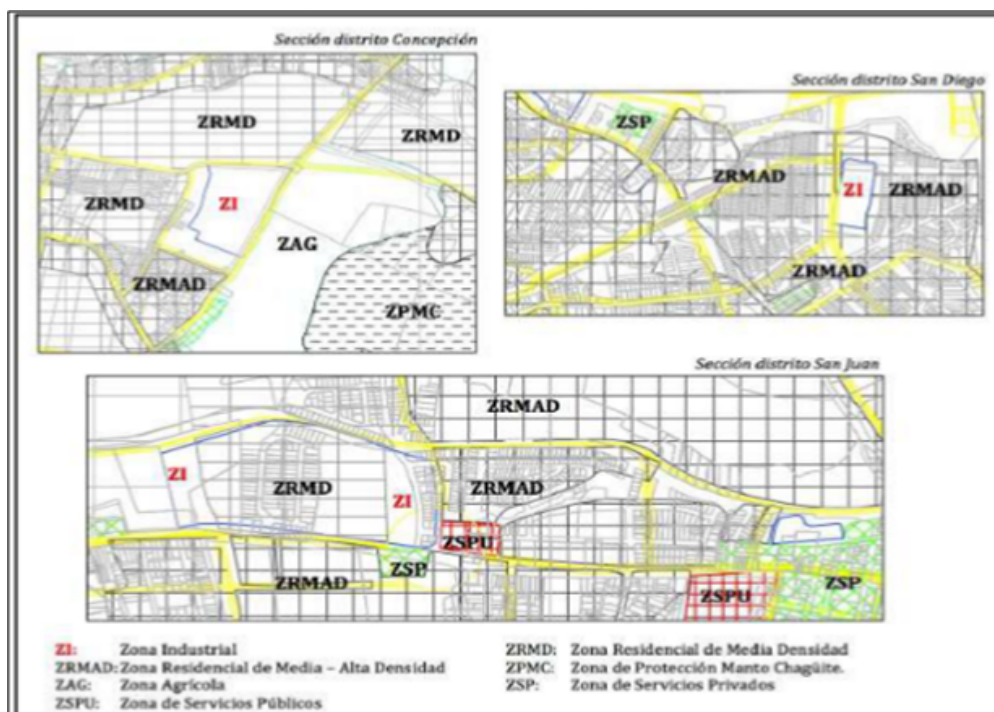 Sección distrito Concepción
ZRMD
ZRMD
ZRMD
ZI
ZAG
ZRMAD
ZPMC
Sección distrito San Diego
ZSP
ZRMAD
ZI
ZRMAD
ZRMAD
Sección distrito San Juan
ZRMAD
ZI
ZRMD
ZI
ZRMAD
ZSPU
ZSP
ZRMAD
ZSPU
ZSP
ZI: Zona Industrial
ZRMAD: Zona Residencial de Media – Alta Densidad
ZAG: Zona Agrícola
ZSPU: Zona de Servicios Públicos
ZRMD: Zona Residencial de Media Densidad
ZPMC: Zona de Protección Manto Chagüite.
ZSP: Zona de Servicios Privados